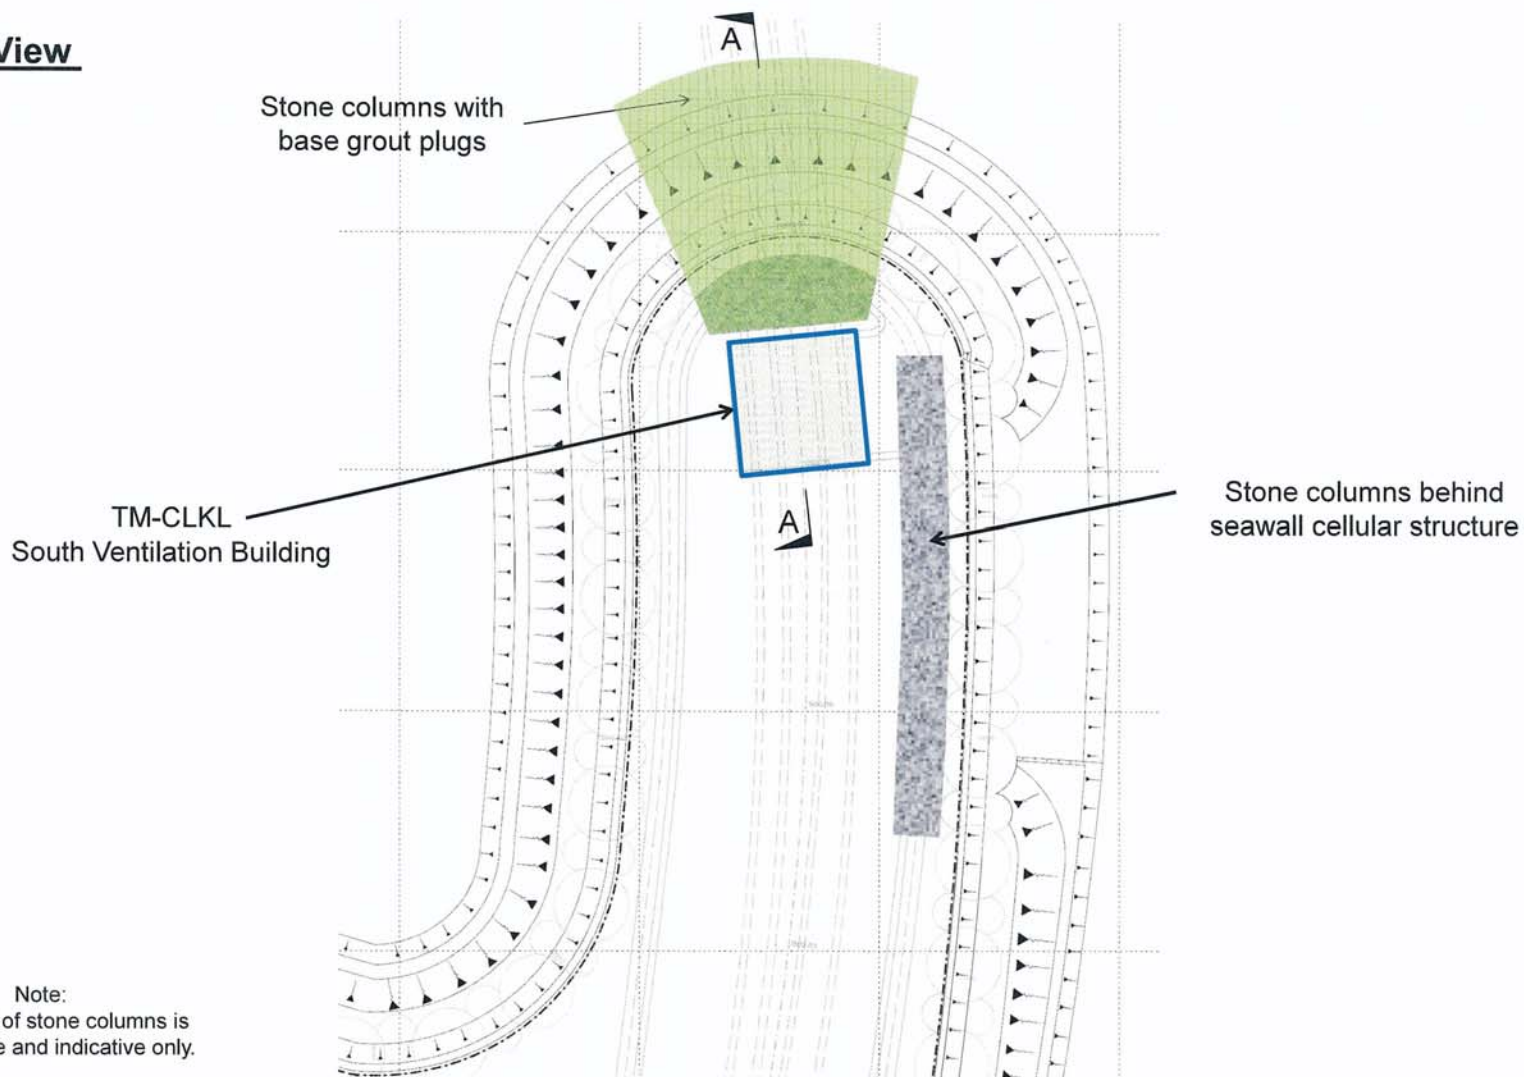 View
A
Stone columns with
base grout plugs
TM-CLKL
South Ventilation Building
A
Stone columns behind
seawall cellular structure
Note:
of stone columns is
and indicative only.